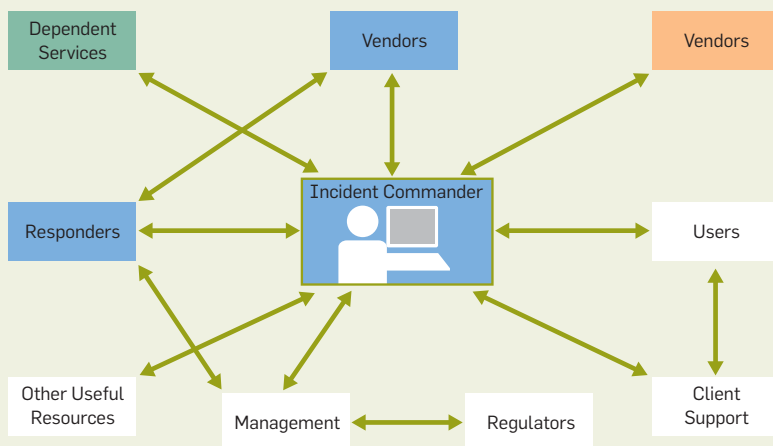 Dependent
Services
Vendors
Vendors
Incident Commander
Responders
Users
Other Useful
Resources
Management
Regulators
Client
Support